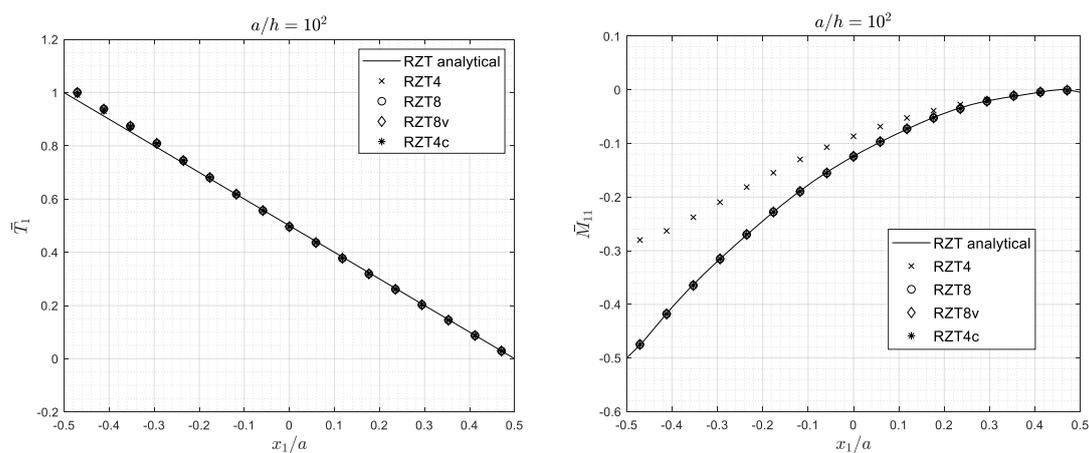 a/h = 10²
1.2
1
0.8
0.6
0.4
0.2
0
-0.2
T̄₁
RZT analytical
RZT4
RZT8
RZT8v
RZT4c
-0.5 -0.4 -0.3 -0.2 -0.1 0 0.1 0.2 0.3 0.4 0.5
x₁/a
a/h = 10²
0.1
0
-0.1
-0.2
-0.3
-0.4
-0.5
-0.6
M̄₁₁
RZT analytical
RZT4
RZT8
RZT8v
RZT4c
-0.5 -0.4 -0.3 -0.2 -0.1 0 0.1 0.2 0.3 0.4 0.5
x₁/a